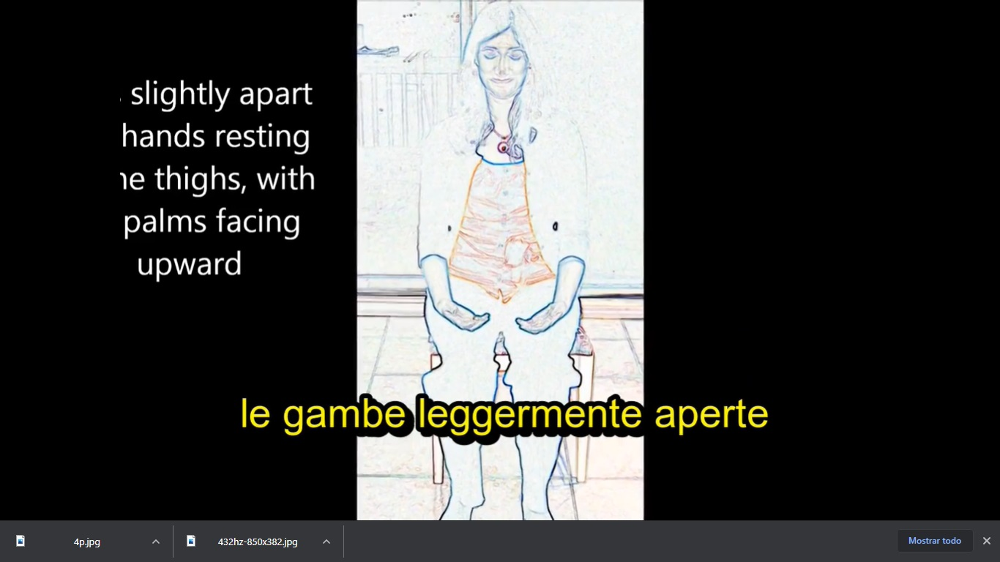 slightly apart
hands resting
thighs, with
palms facing
upward
le gambe leggermente aperte
4p.jpg
432hz-850x382.jpg
Mostrar todo